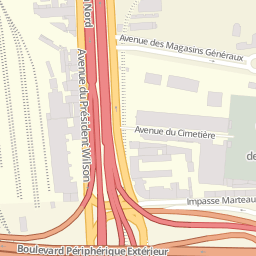 Nord
Avenue des Magasins Généraux
Avenue du Président Wilson
Avenue du Cimetière
de
Impasse Marteau
Boulevard Périphérique Extérieur